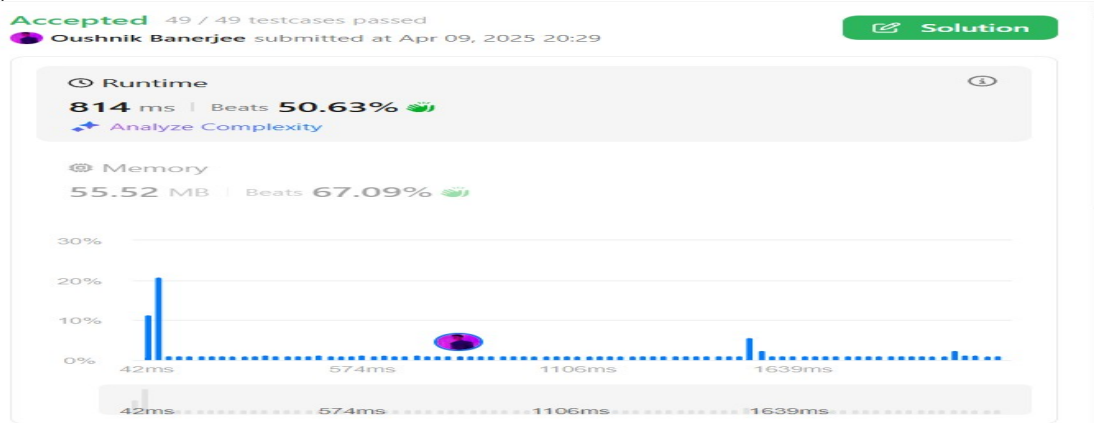 Accepted 49 / 49 testcases passed
Oushnik Banerjee submitted at Apr 09, 2025 20:29
Solution
Runtime
814 ms | Beats 50.63%
Analyze Complexity
Memory
55.52 MB | Beats 67.09%
30%
20%
10%
0%
42ms 574ms 1106ms 1639ms
42ms 574ms 1106ms 1639ms